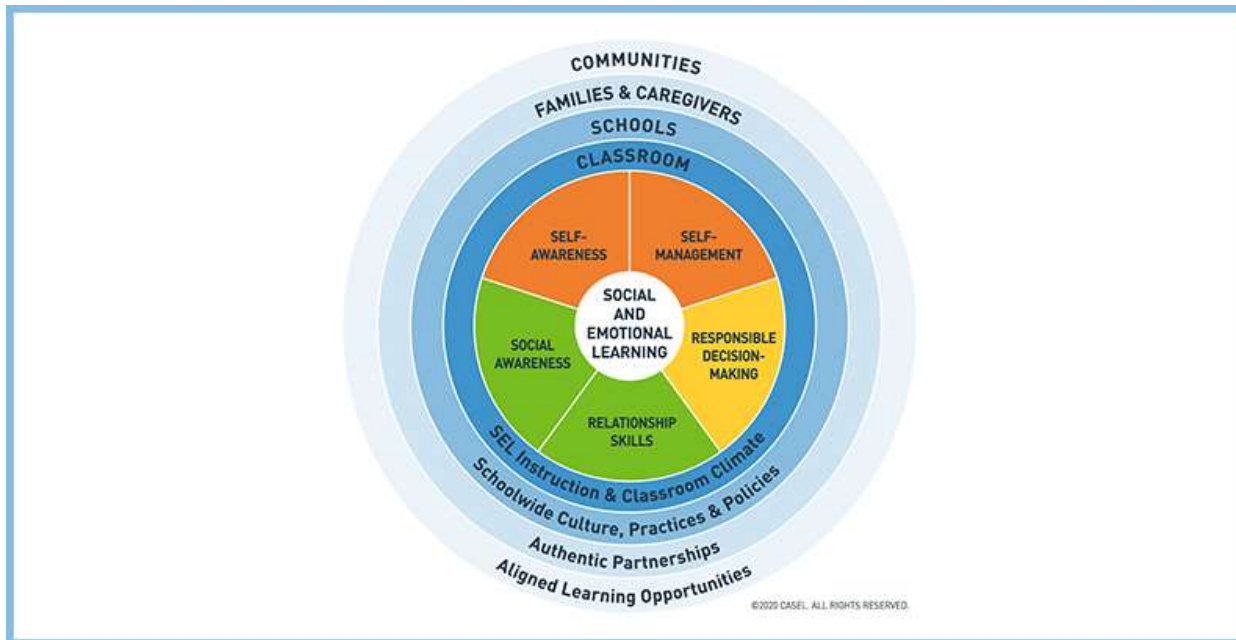 COMMUNITIES
FAMILIES & CAREGIVERS
SCHOOLS
CLASSROOM
SELF-
AWARENESS
SELF-
MANAGEMENT
SOCIAL
AND
EMOTIONAL
LEARNING
SOCIAL
AWARENESS
RESPONSIBLE
DECISION-
MAKING
RELATIONSHIP
SKILLS
SEL Instruction & Classroom Climate
Schoolwide Culture, Practices & Policies
Authentic Partnerships
Aligned Learning Opportunities
©2020 CASEL. ALL RIGHTS RESERVED.